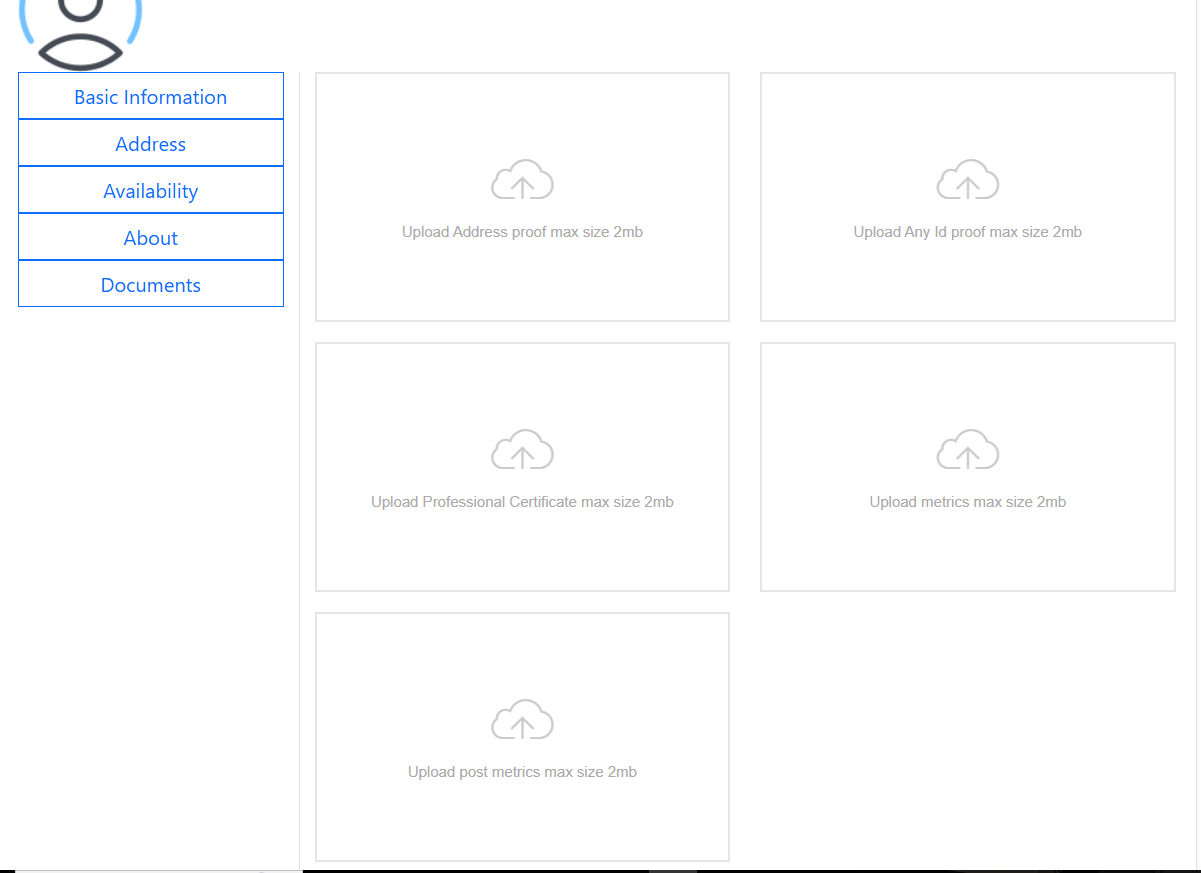 Basic Information
Address
Availability
About
Documents
Upload Address proof max size 2mb
Upload Any Id proof max size 2mb
Upload Professional Certificate max size 2mb
Upload metrics max size 2mb
Upload post metrics max size 2mb